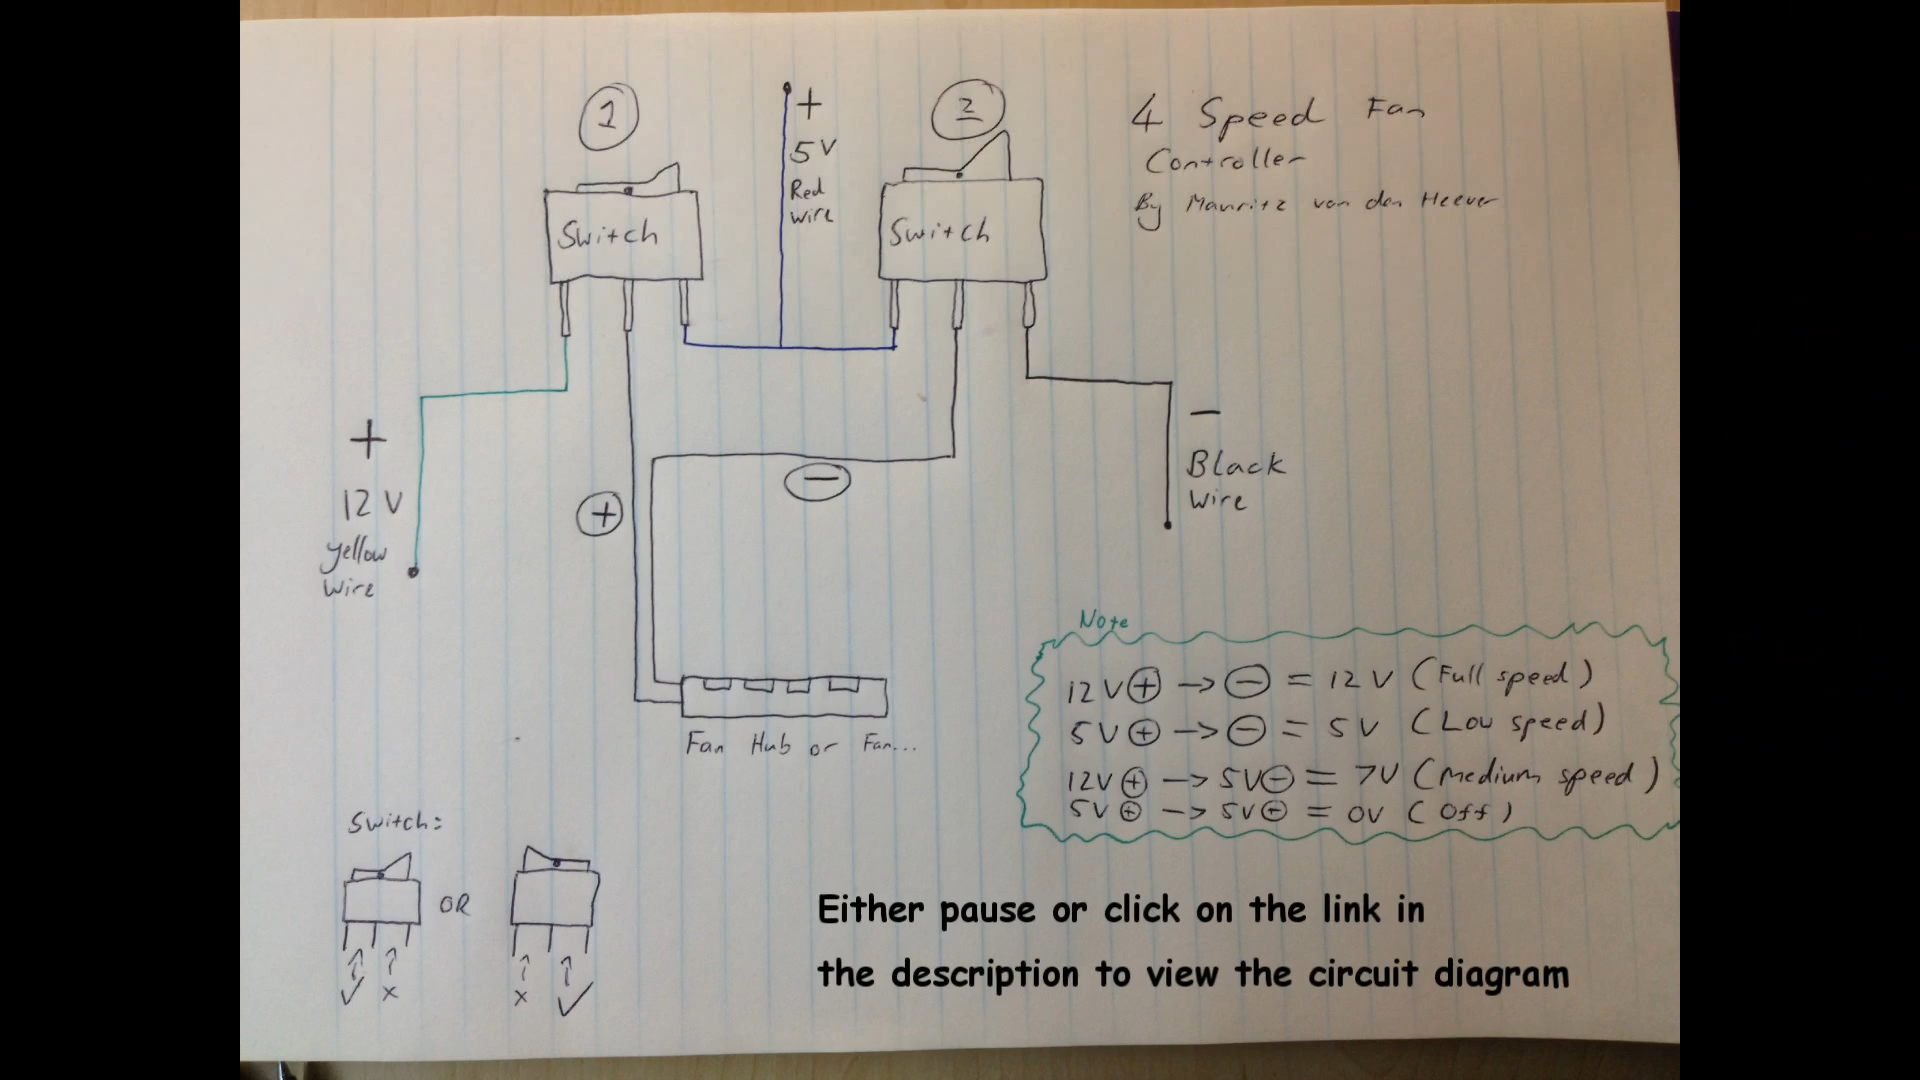 1
+
5V
Red
wire
2
4 Speed Fan
Controller
By Mauritz van den Heever
Switch
Switch
+
12 V
yellow
wire
+
−
−
Black
wire
Fan Hub or Fan...
Note
12V⊕ → ⊖ = 12V (Full speed)
5V⊕ → ⊖ = 5V (Low speed)
12V⊕ → 5V⊖ = 7V (Medium speed)
5V⊕ → 5V⊖ = 0V (Off)
Switch:
OR
✓ x
x ✓
Either pause or click on the link in
the description to view the circuit diagram